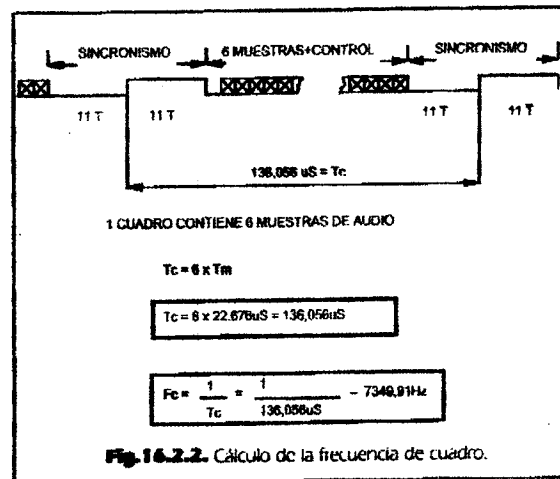 SINCRONISMO 6 MUESTRAS+CONTROL SINCRONISMO
11 T 11 T 11 T 11 T
136,056 uS = Tc
1 CUADRO CONTIENE 6 MUESTRAS DE AUDIO
Tc = 6 x Tm
Tc = 6 x 22.676uS = 136,056uS
Fc = 1 / Tc = 1 / 136,056uS - 7349,91Hz
Fig.16.2.2. Cálculo de la frecuencia de cuadro.